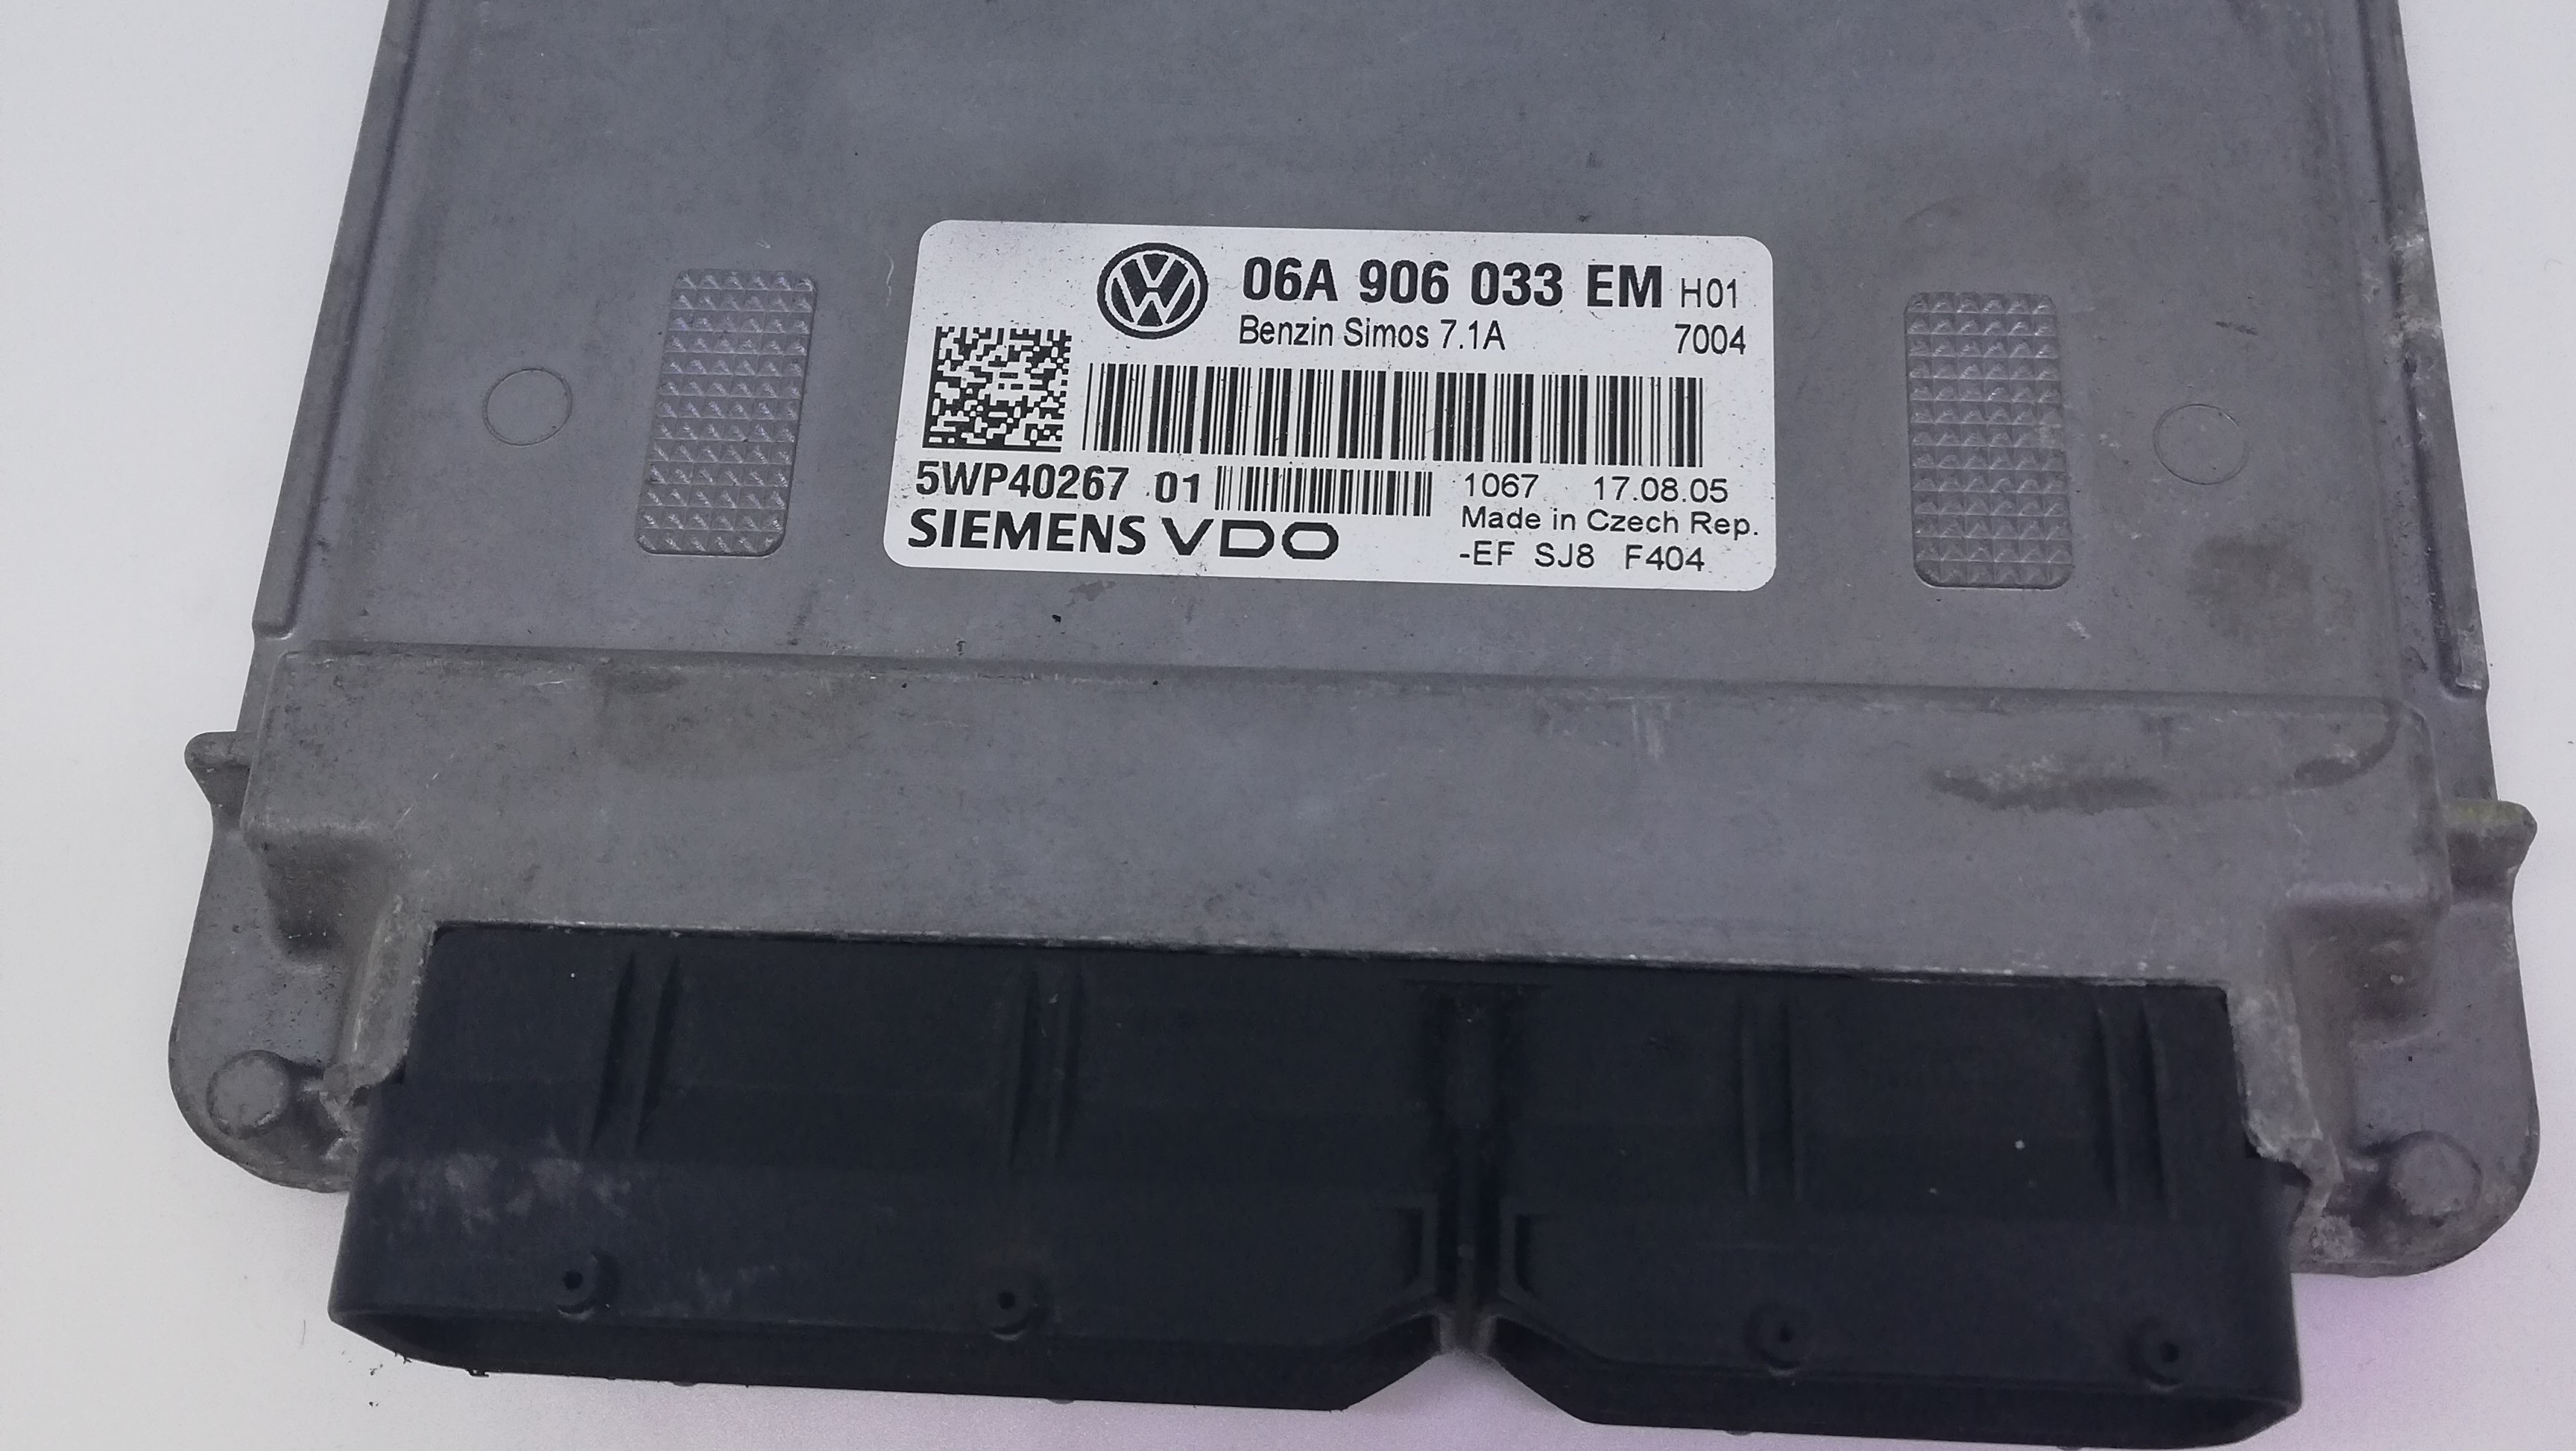 06A 906 033 EM H01
Benzin Simos 7.1A 7004
5WP40267 01 1067 17.08.05
Made in Czech Rep.
SIEMENS VDO -EF SJ8 F404